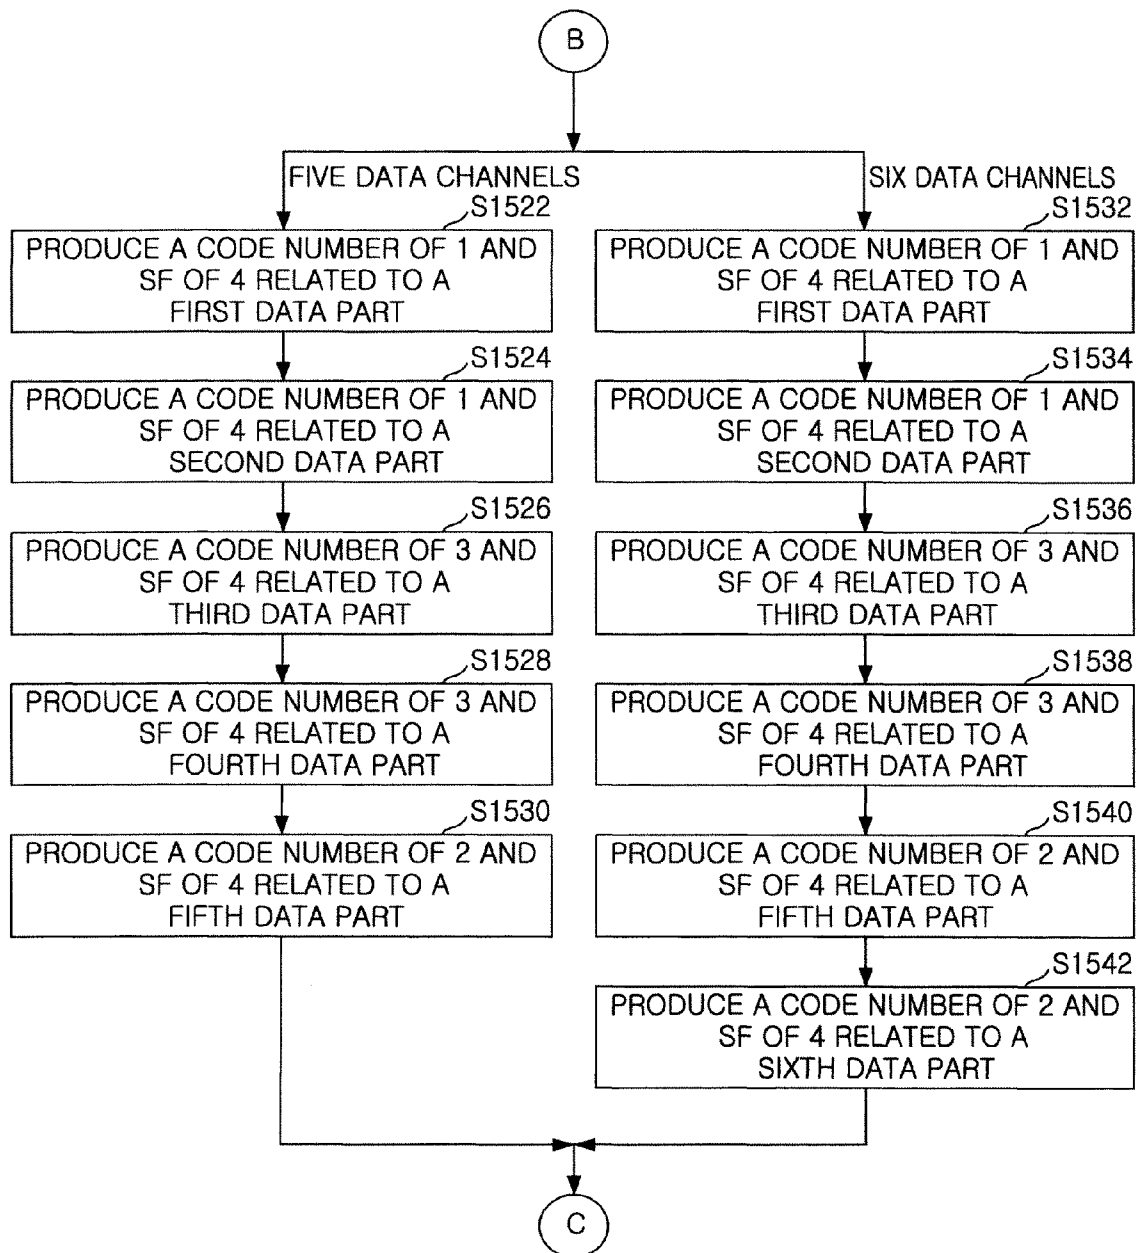 B
FIVE DATA CHANNELS
S1522
PRODUCE A CODE NUMBER OF 1 AND
SF OF 4 RELATED TO A
FIRST DATA PART
S1524
PRODUCE A CODE NUMBER OF 1 AND
SF OF 4 RELATED TO A
SECOND DATA PART
S1526
PRODUCE A CODE NUMBER OF 3 AND
SF OF 4 RELATED TO A
THIRD DATA PART
S1528
PRODUCE A CODE NUMBER OF 3 AND
SF OF 4 RELATED TO A
FOURTH DATA PART
S1530
PRODUCE A CODE NUMBER OF 2 AND
SF OF 4 RELATED TO A
FIFTH DATA PART
SIX DATA CHANNELS
S1532
PRODUCE A CODE NUMBER OF 1 AND
SF OF 4 RELATED TO A
FIRST DATA PART
S1534
PRODUCE A CODE NUMBER OF 1 AND
SF OF 4 RELATED TO A
SECOND DATA PART
S1536
PRODUCE A CODE NUMBER OF 3 AND
SF OF 4 RELATED TO A
THIRD DATA PART
S1538
PRODUCE A CODE NUMBER OF 3 AND
SF OF 4 RELATED TO A
FOURTH DATA PART
S1540
PRODUCE A CODE NUMBER OF 2 AND
SF OF 4 RELATED TO A
FIFTH DATA PART
S1542
PRODUCE A CODE NUMBER OF 2 AND
SF OF 4 RELATED TO A
SIXTH DATA PART
C